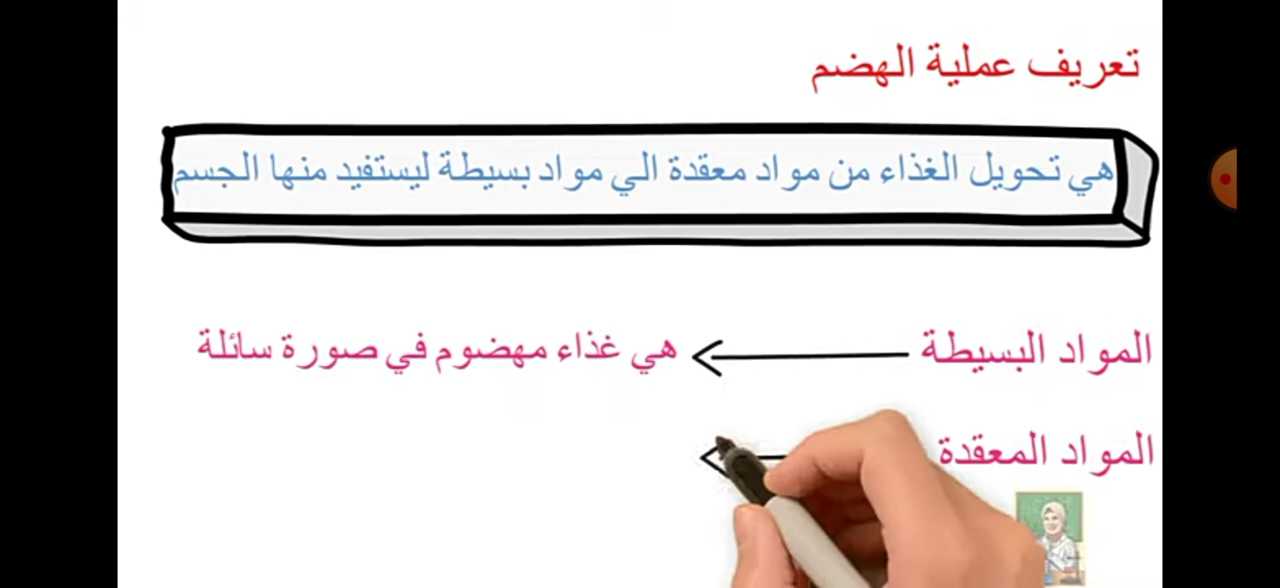 تعريف عملية الهضم
هي تحويل الغذاء من مواد معقدة الي مواد بسيطة ليستفيد منها الجسم
المواد البسيطة هي غذاء مهضوم في صورة سائلة
المواد المعقدة